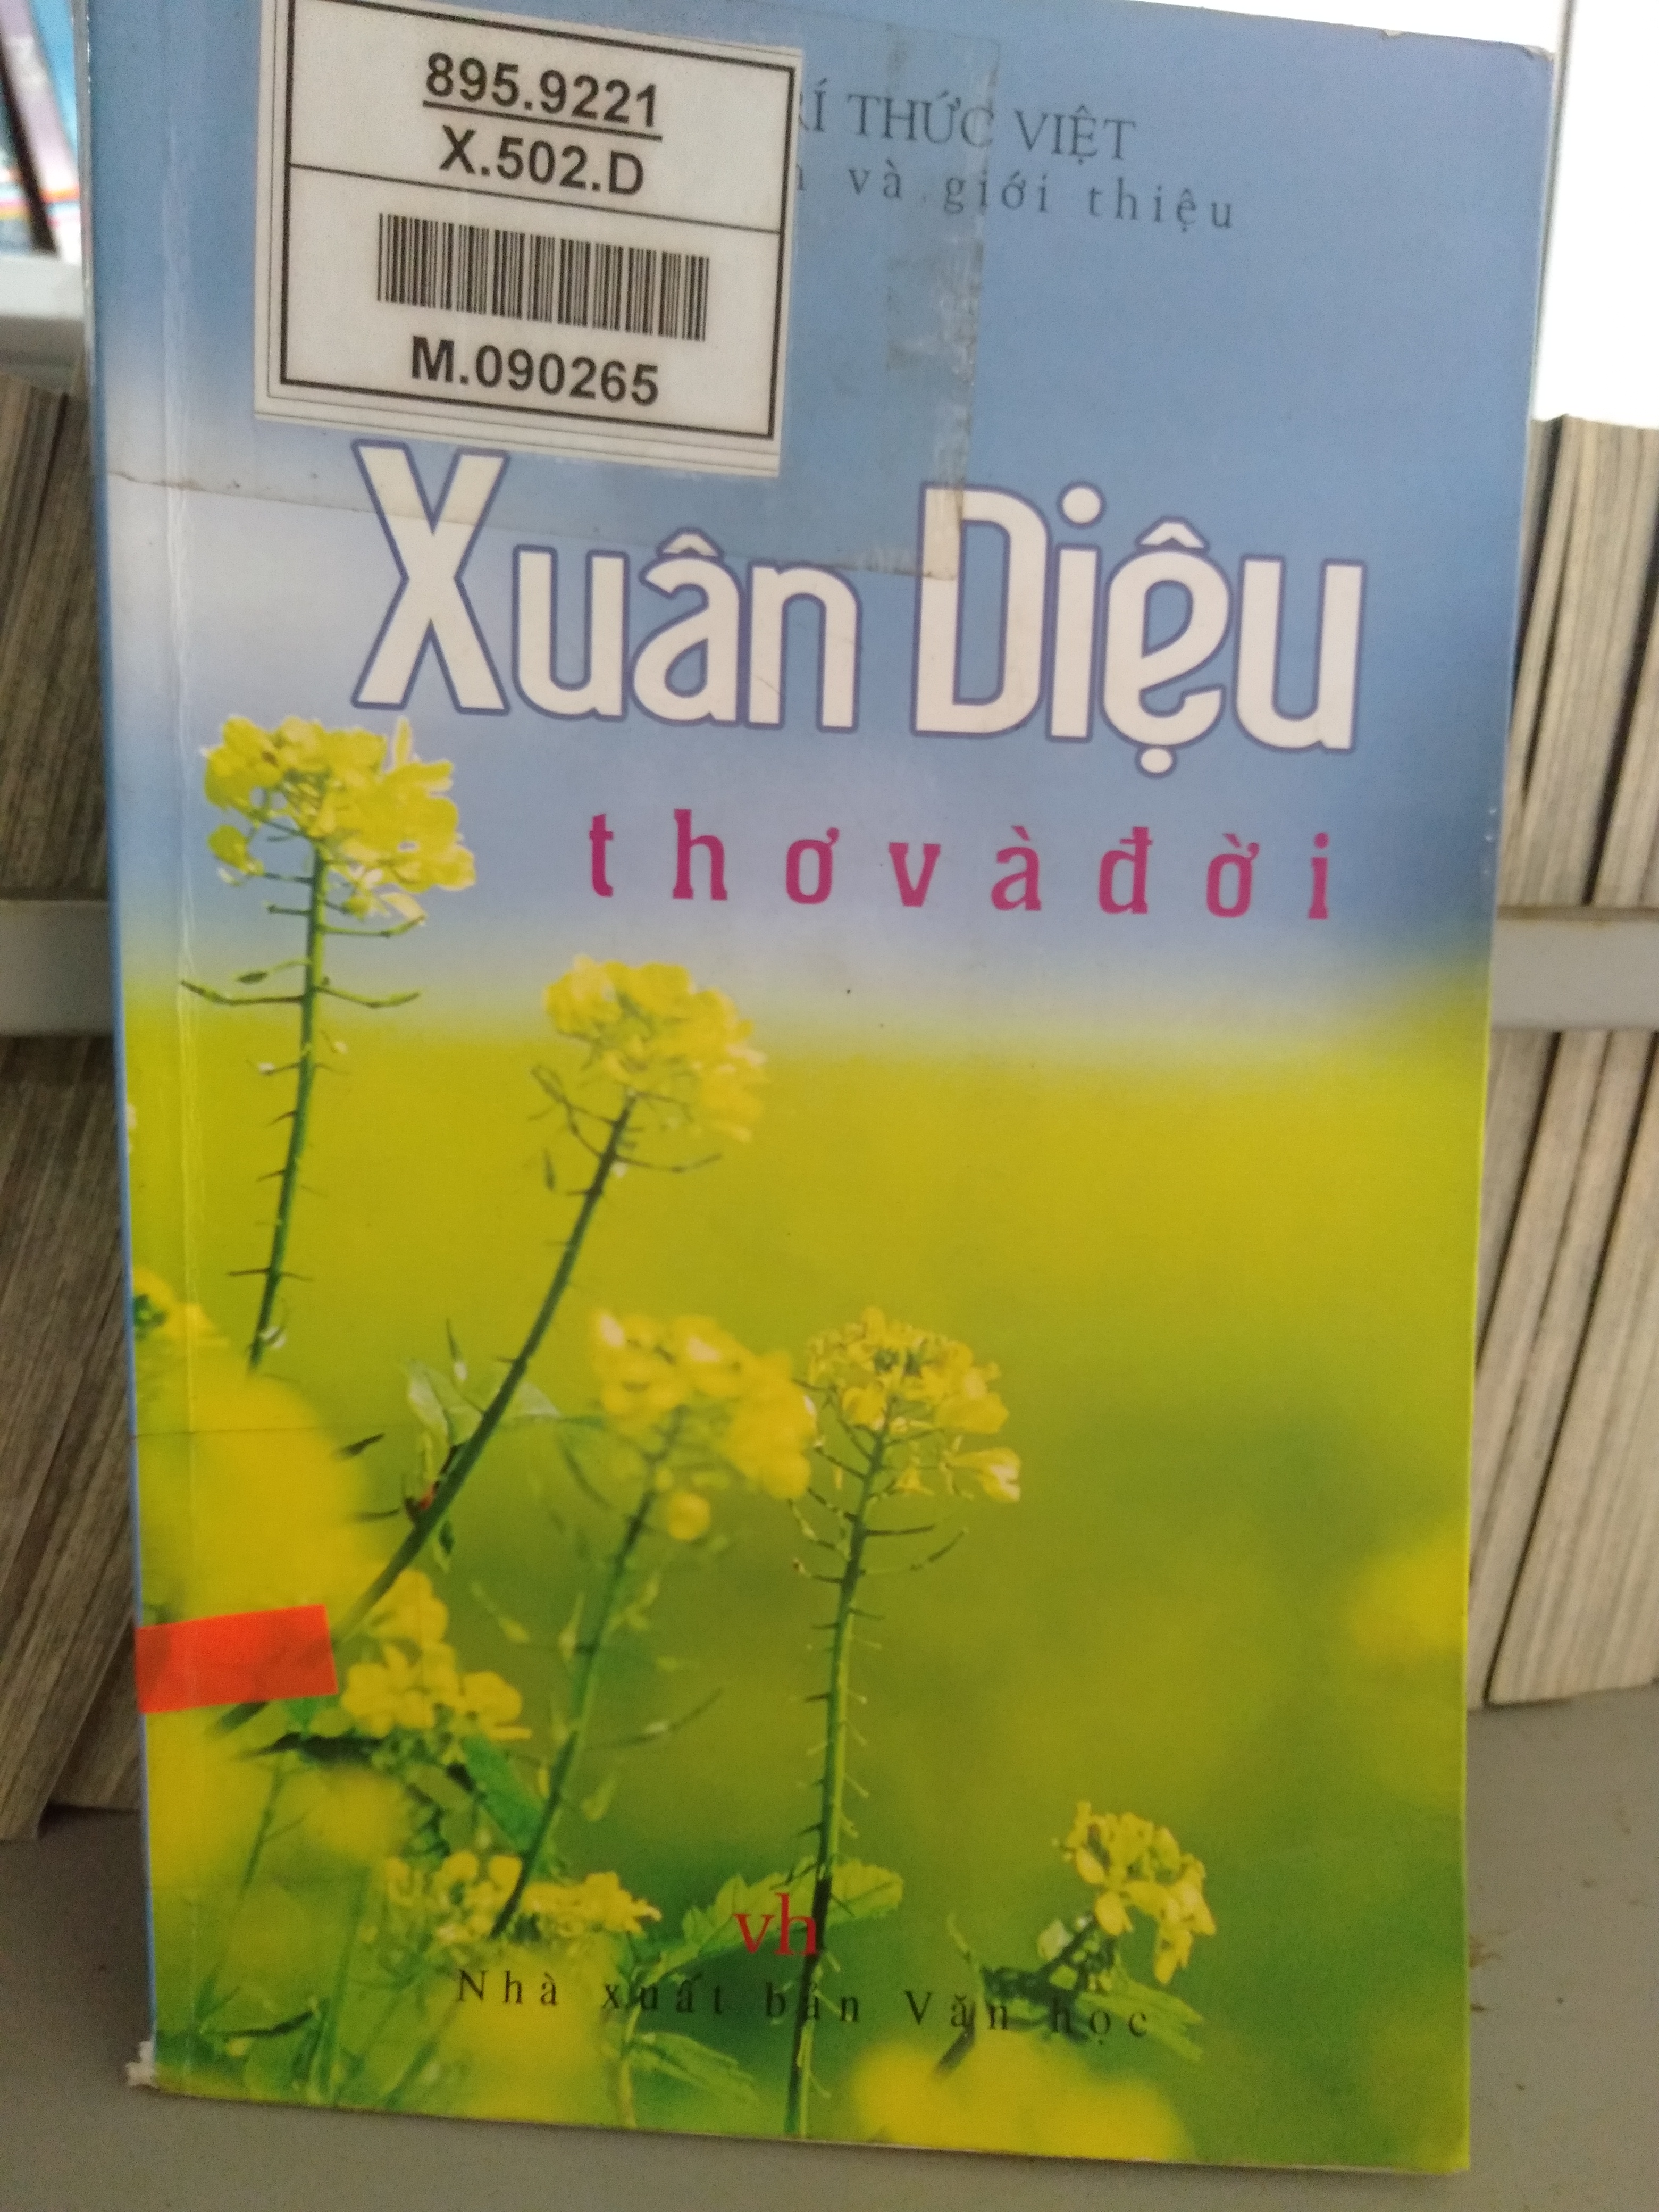 895.9221
X.502.D
M.090265
THỨC VIỆT
và giới thiệu
Xuân Diệu
thơ và đời
vh
Nhà xuất bản Văn học